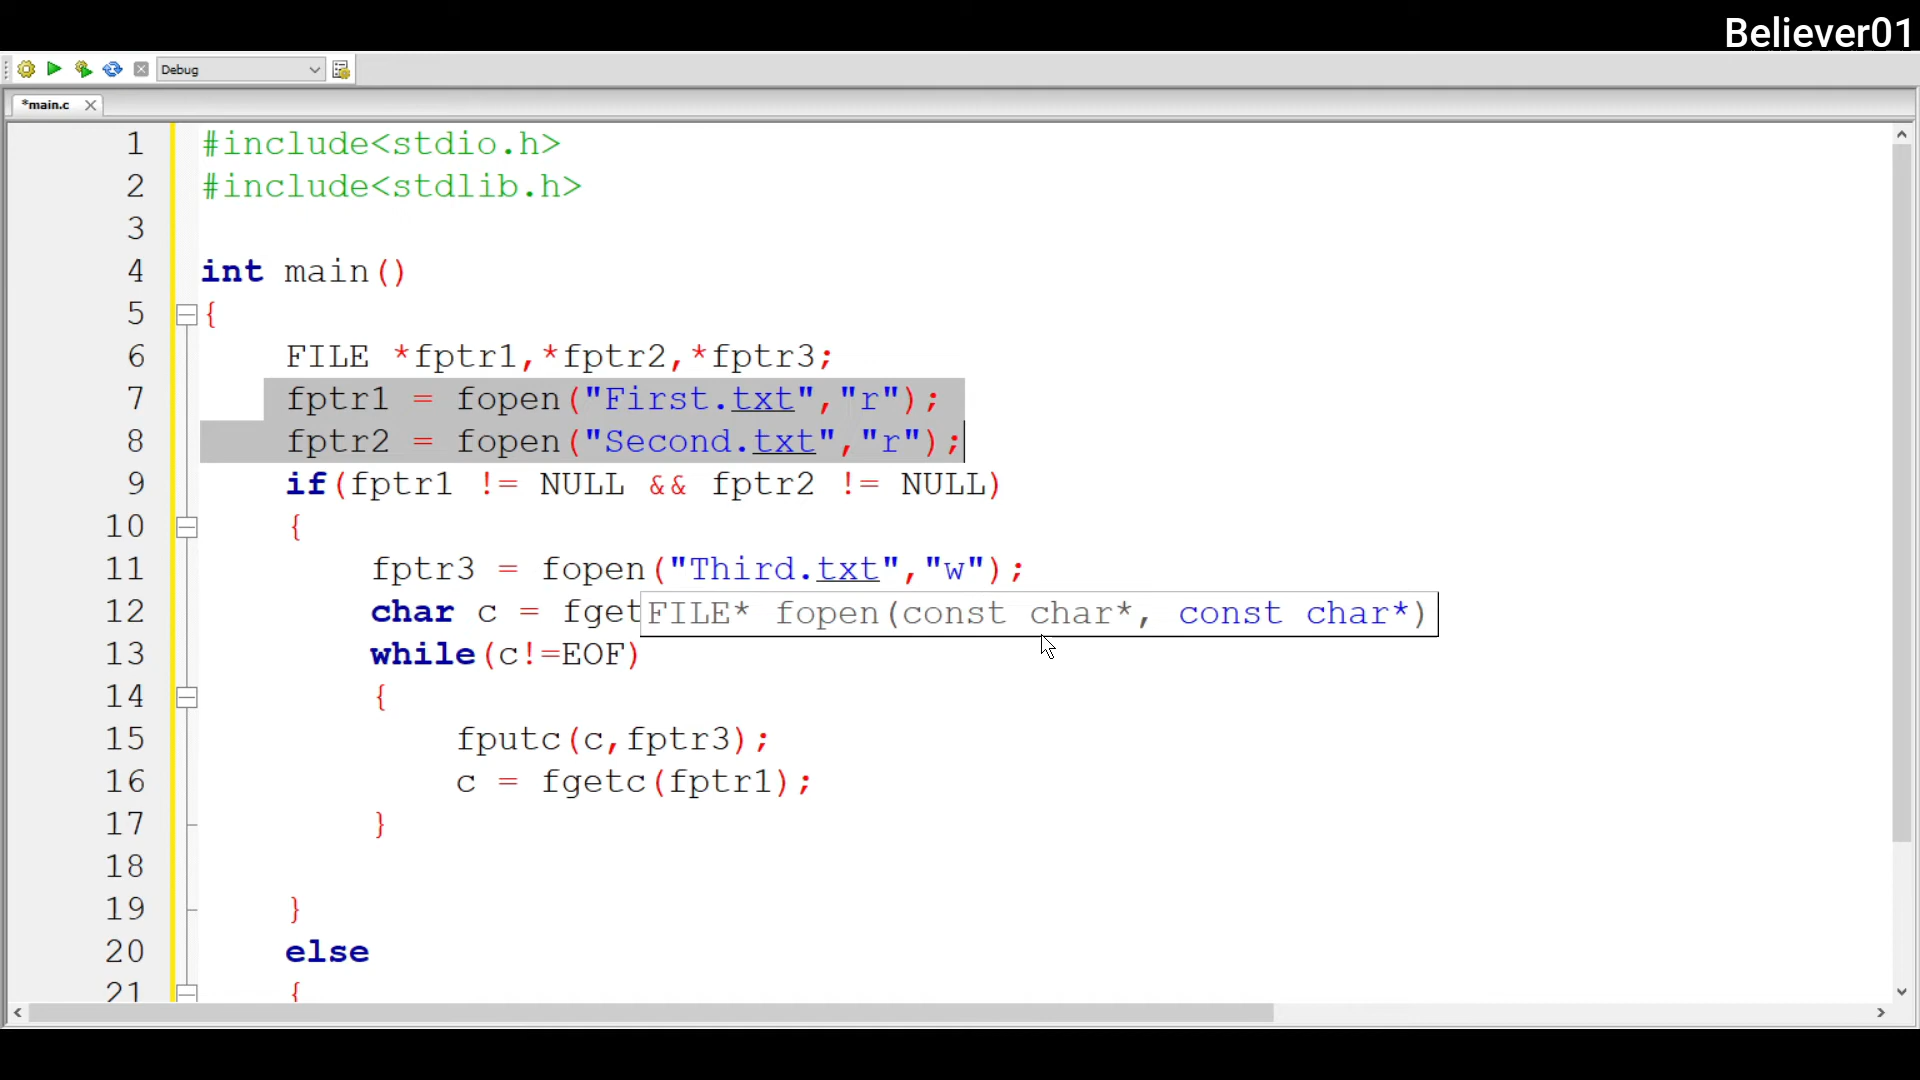 Believer01
Debug
*main.c
1 #include<stdio.h>
2 #include<stdlib.h>
3
4 int main()
5 {
6 FILE *fptr1,*fptr2,*fptr3;
7 fptr1 = fopen("First.txt","r");
8 fptr2 = fopen("Second.txt","r");
9 if(fptr1 != NULL && fptr2 != NULL)
10 {
11 fptr3 = fopen("Third.txt","w");
12 char c = fget FILE* fopen(const char*, const char*)
13 while(c!=EOF)
14 {
15 fputc(c,fptr3);
16 c = fgetc(fptr1);
17 }
18
19 }
20 else
21 {